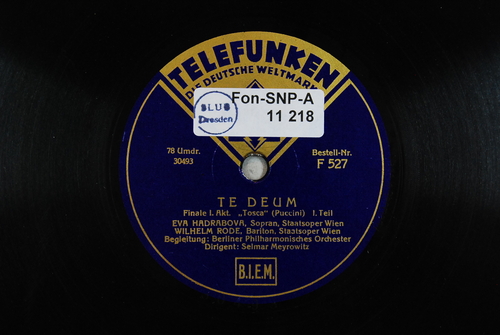 TELEFUNKEN
DIE DEUTSCHE WELTMARKE
SLUB
Dresden
Fon-SNP-A
11 218
78 Umdr.
30493
Bestell-Nr.
F 527
TE DEUM
Finale I. Akt. „Tosca" (Puccini) I. Teil
EVA HADRABOVA, Sopran, Staatsoper Wien
WILHELM RODE, Bariton, Staatsoper Wien
Begleitung: Berliner Philharmonisches Orchester
Dirigent: Selmar Meyrowitz
B.I.E.M.